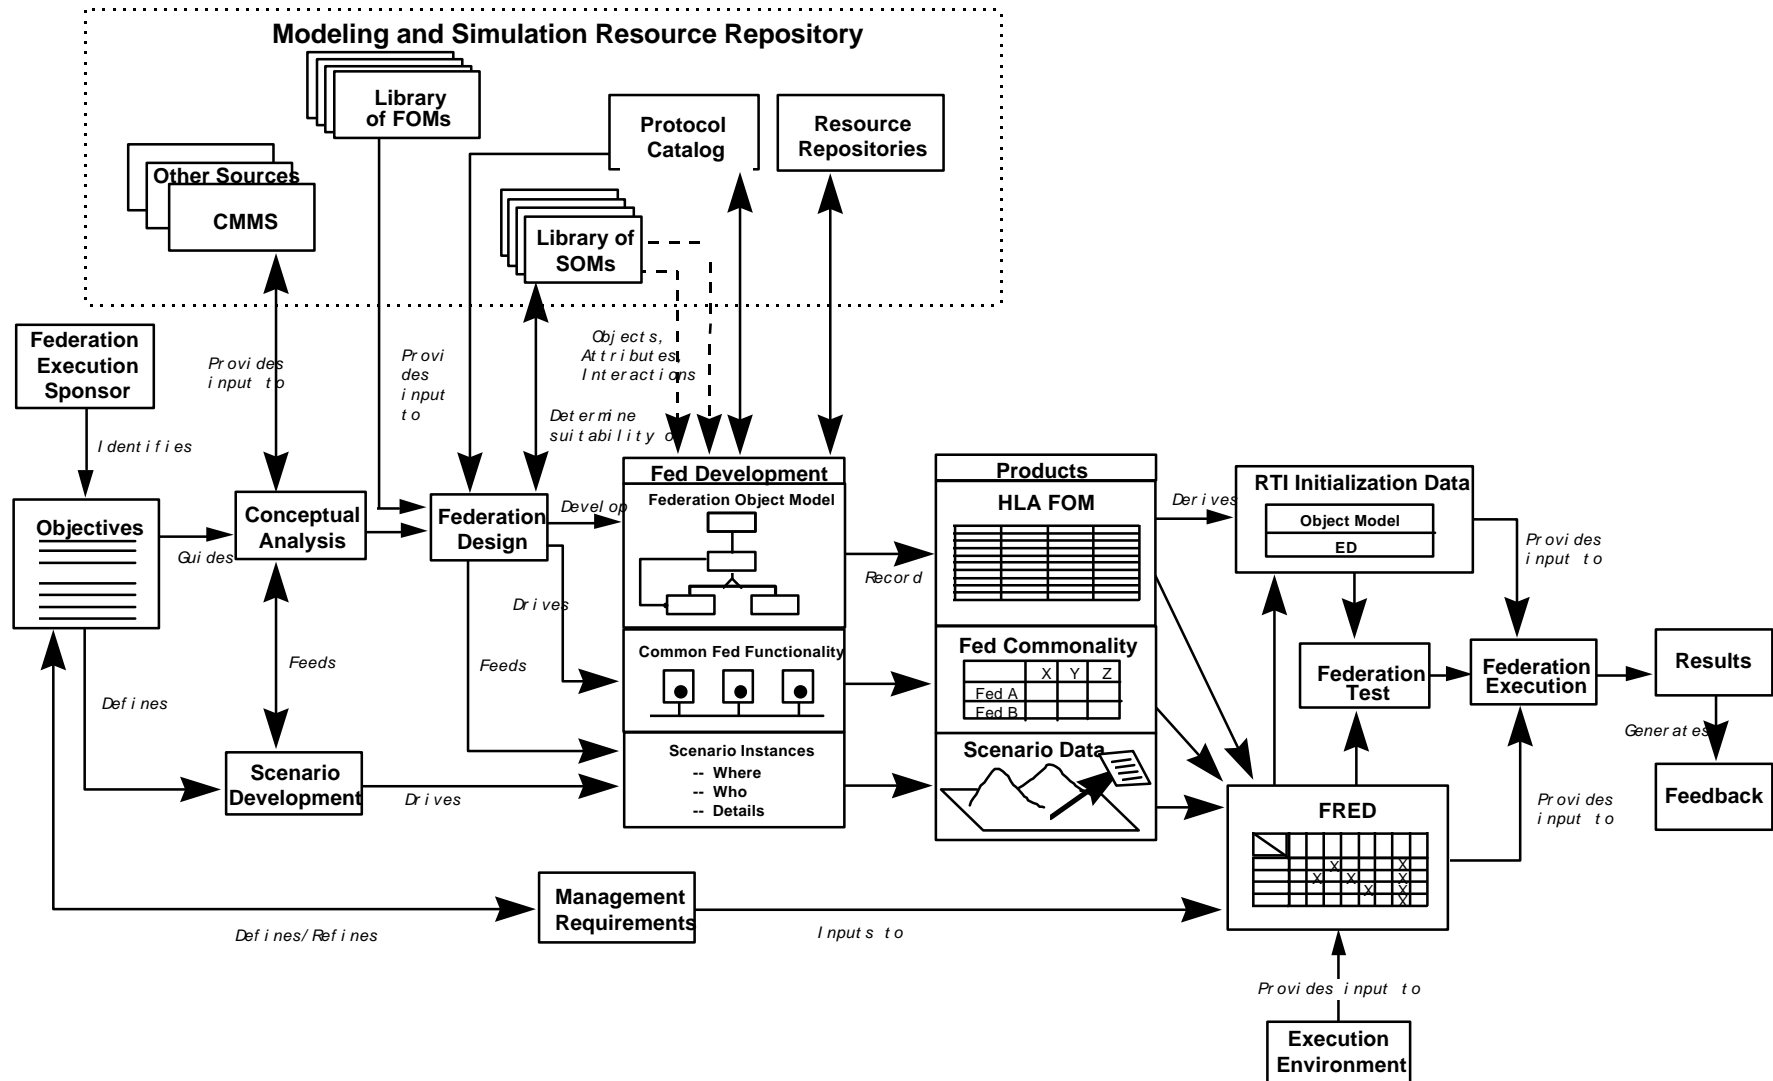 Modeling and Simulation Resource Repository
Library
of FOMs
Protocol
Catalog
Resource
Repositories
Other Sources
CMMS
Library of
SOMs
Federation
Execution
Sponsor
Provides
input to
Provi
des
input
to
Objects,
Attributes,
Interactions
Determine
suitability o
Identifies
Fed Development
Products
RTI Initialization Data
Federation Object Model
HLA FOM
Objectives
Conceptual
Analysis
Federation
Design
Develop
Derives
Object Model
ED
Guides
Provides
input to
Record
Drives
Feeds
Feeds
Common Fed Functionality
Fed Commonality
X Y Z
Fed A
Fed B
Federation
Test
Federation
Execution
Results
Defines
Generates
Scenario
Development
Drives
Scenario Instances
-- Where
-- Who
-- Details
Scenario Data
FRED
X X
X X X
X X
X
Provides
input to
Feedback
Management
Requirements
Defines/Refines
Inputs to
Provides input to
Execution
Environment